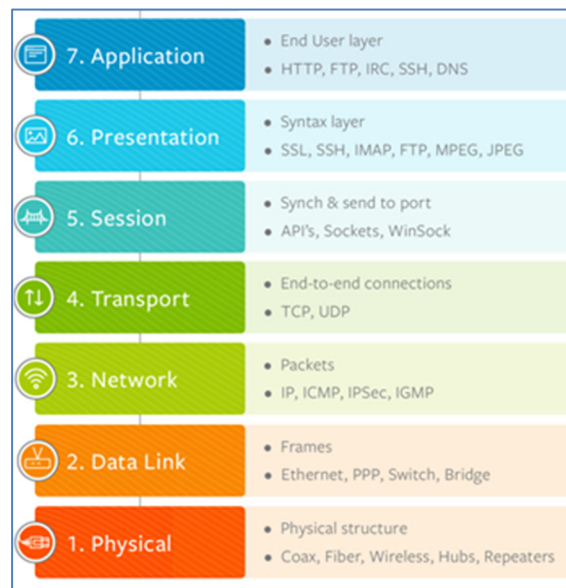 7. Application
• End User layer
• HTTP, FTP, IRC, SSH, DNS
6. Presentation
• Syntax layer
• SSL, SSH, IMAP, FTP, MPEG, JPEG
5. Session
• Synch & send to port
• API's, Sockets, WinSock
4. Transport
• End-to-end connections
• TCP, UDP
3. Network
• Packets
• IP, ICMP, IPSec, IGMP
2. Data Link
• Frames
• Ethernet, PPP, Switch, Bridge
1. Physical
• Physical structure
• Coax, Fiber, Wireless, Hubs, Repeaters